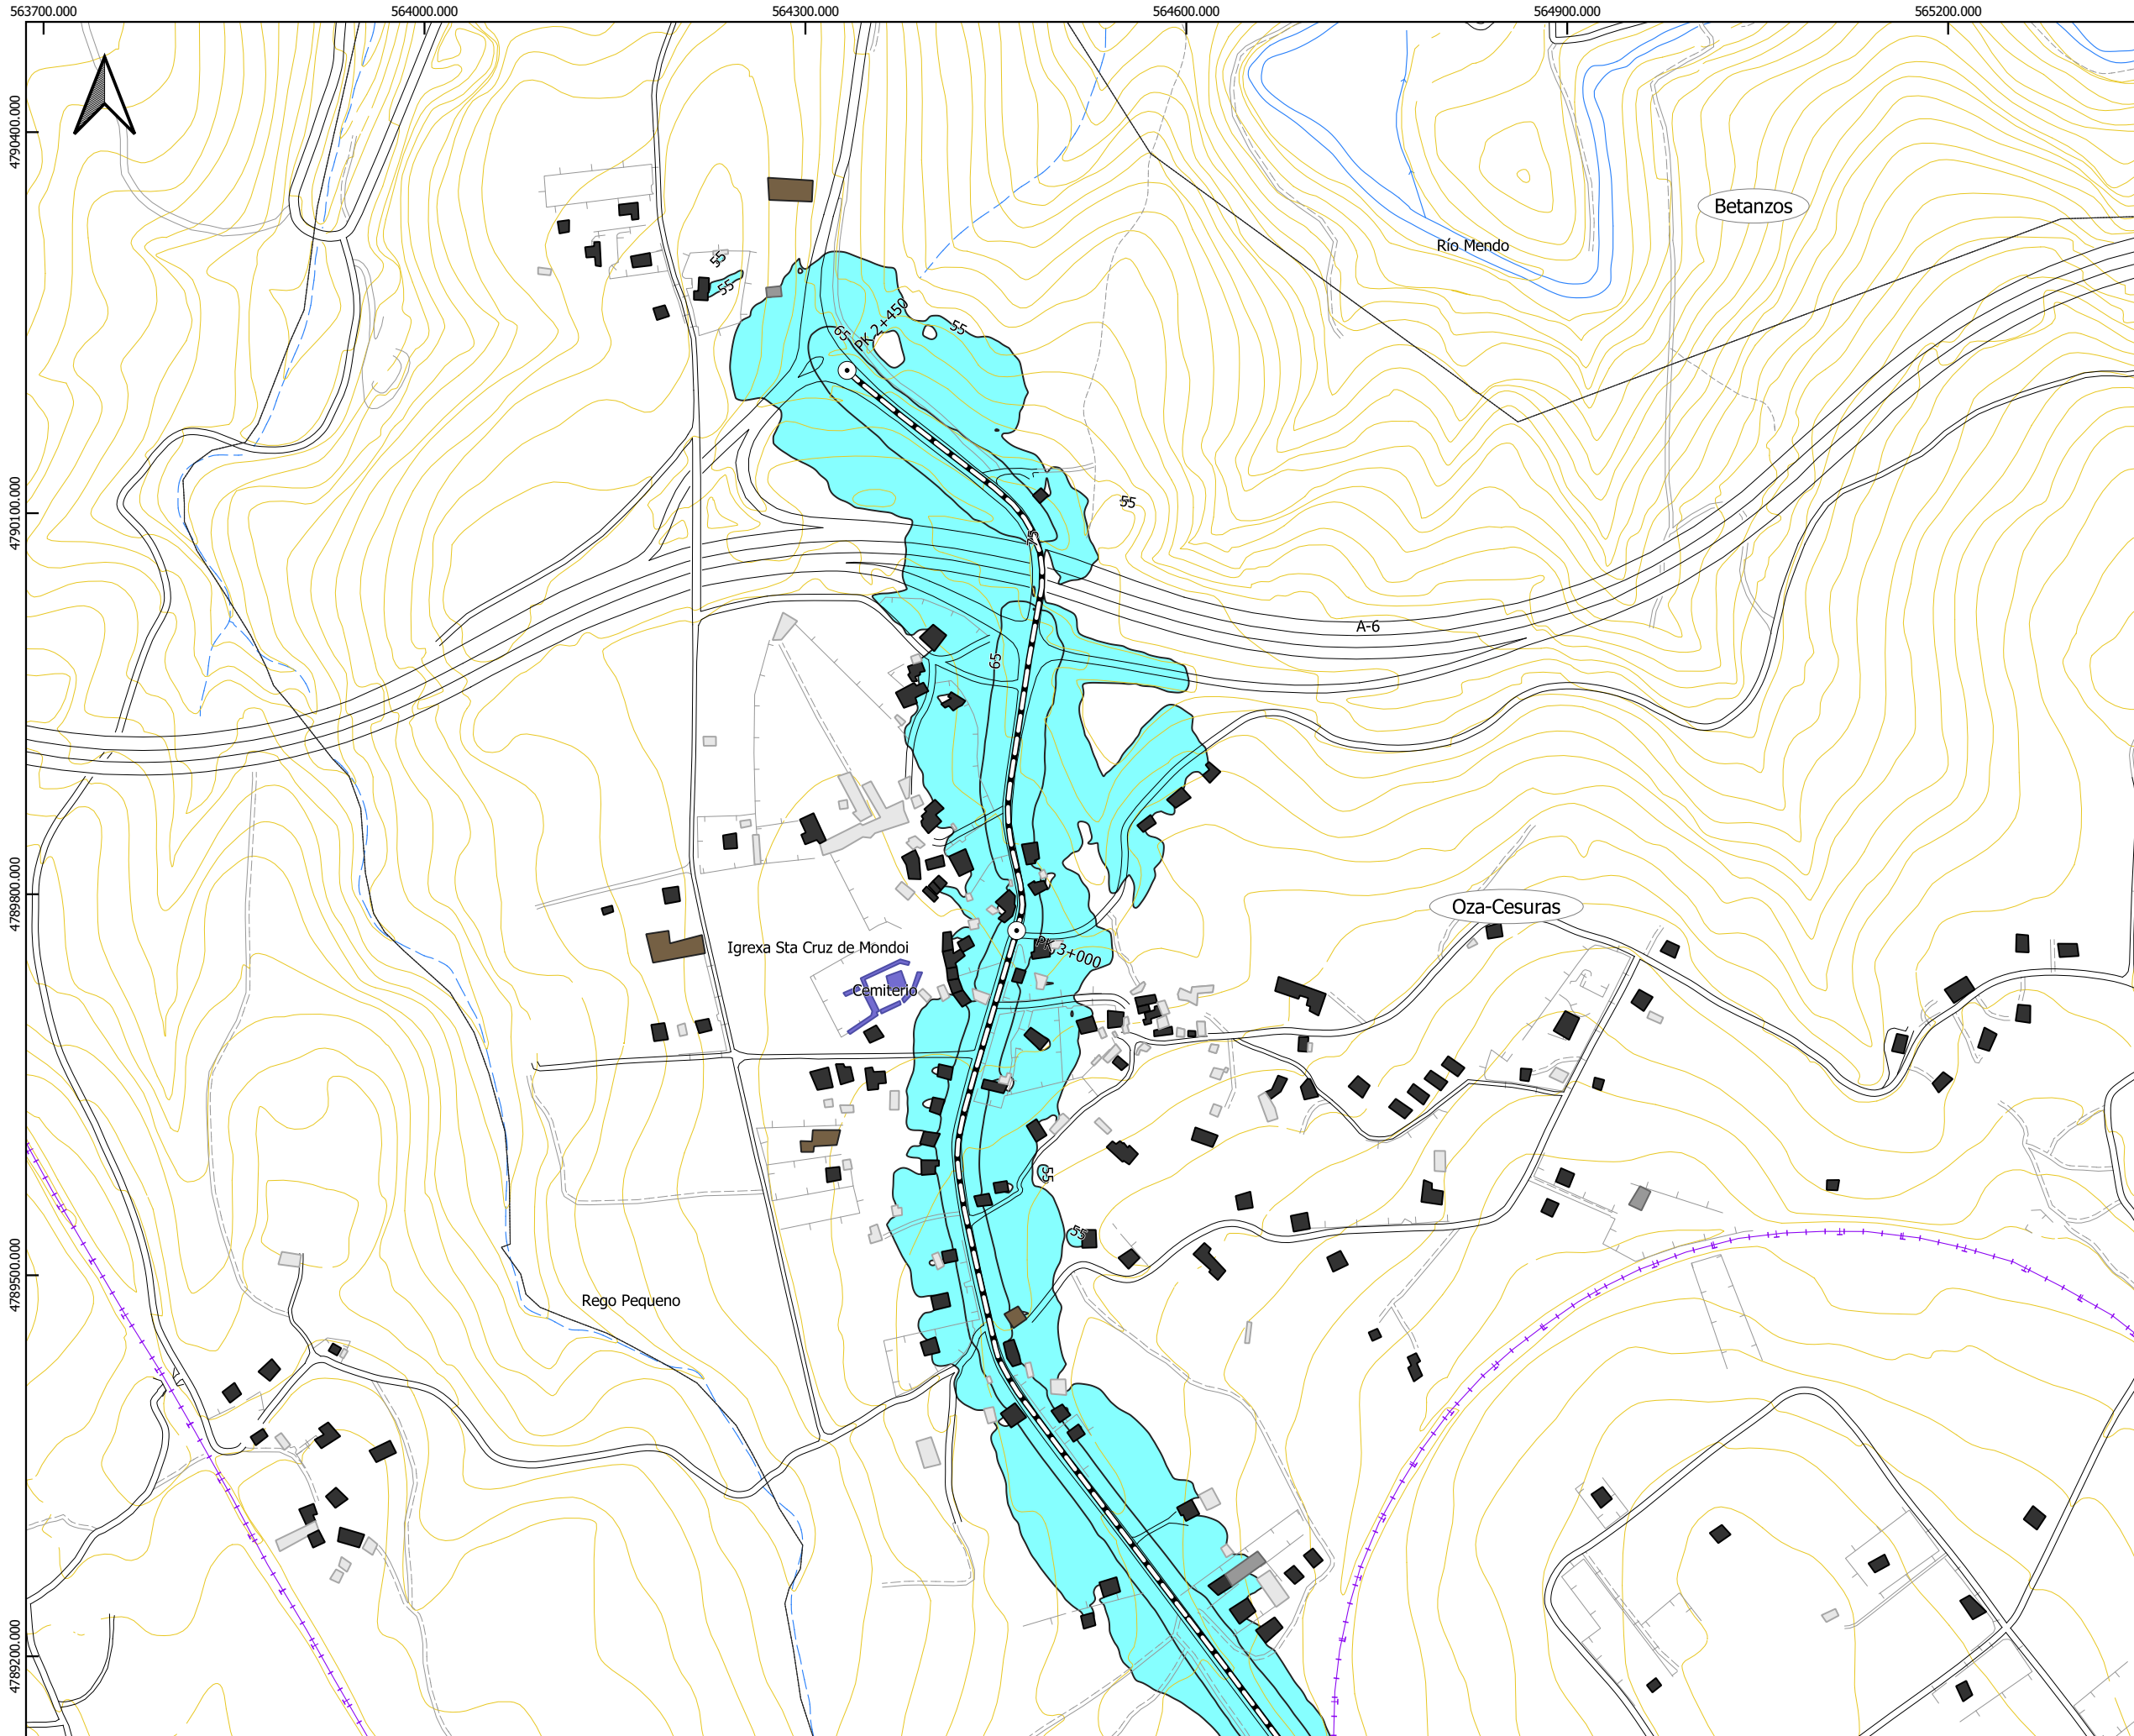 563700.000 564000.000 564300.000 564600.000 564900.000 565200.000
4790400.000
Betanzos
Río Mendo
55
55
65
PK 2+450
55
4790100.000
55
75
A-6
65
4789800.000
Oza-Cesuras
Igrexa Sta Cruz de Mondoi
PK 3+000
Cemiterio
55
55
4789500.000
Rego Pequeno
4789200.000